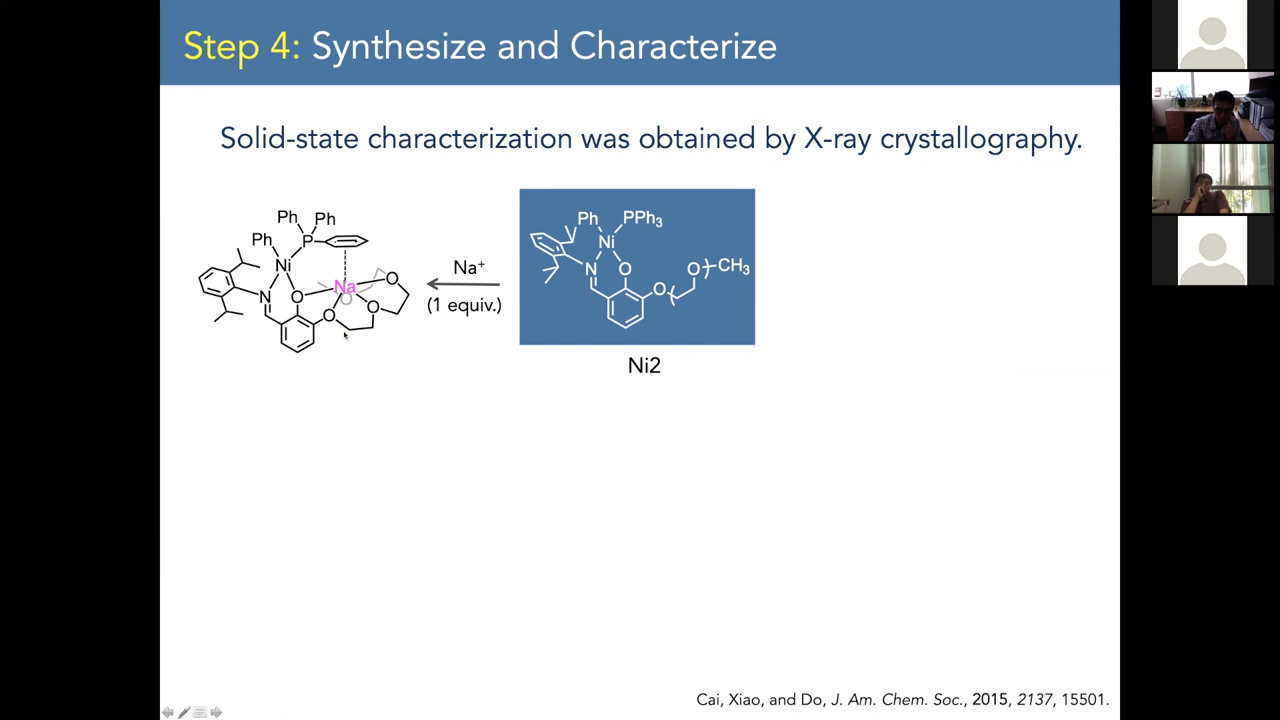 Step 4: Synthesize and Characterize
Solid-state characterization was obtained by X-ray crystallography.
Ph Ph
Ph P
Ni
Na O
N O O
O O
Na⁺
(1 equiv.)
Ph PPh₃
Ni
N O O CH₃
O
Ni2
Cai, Xiao, and Do, J. Am. Chem. Soc., 2015, 2137, 15501.